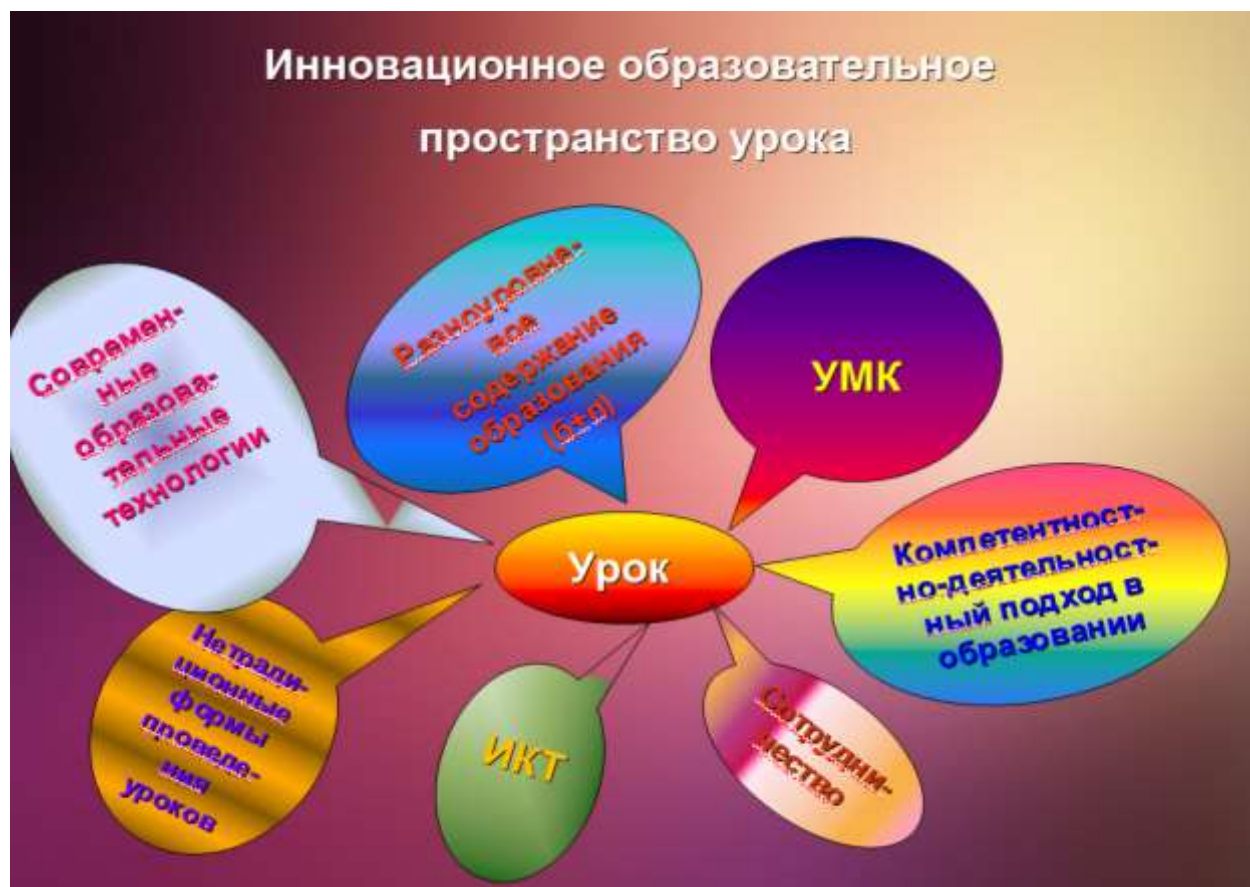 Инновационное образовательное
пространство урока
Современ-
ные
образова-
тельные
технологии
Разноуровне-
вое
содержание
образования
(б+п)
УМК
Урок
Компетентност-
но-деятельност-
ный подход в
образовании
Нетради-
ционные
формы
проведе-
ния
уроков
ИКТ
Сотрудни-
чество